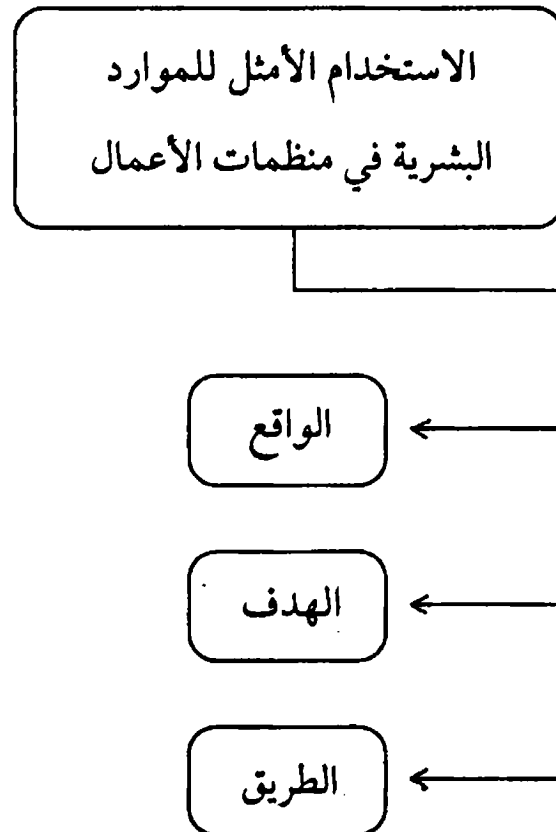 الاستخدام الأمثل للموارد
البشرية في منظمات الأعمال
الواقع
الهدف
الطريق